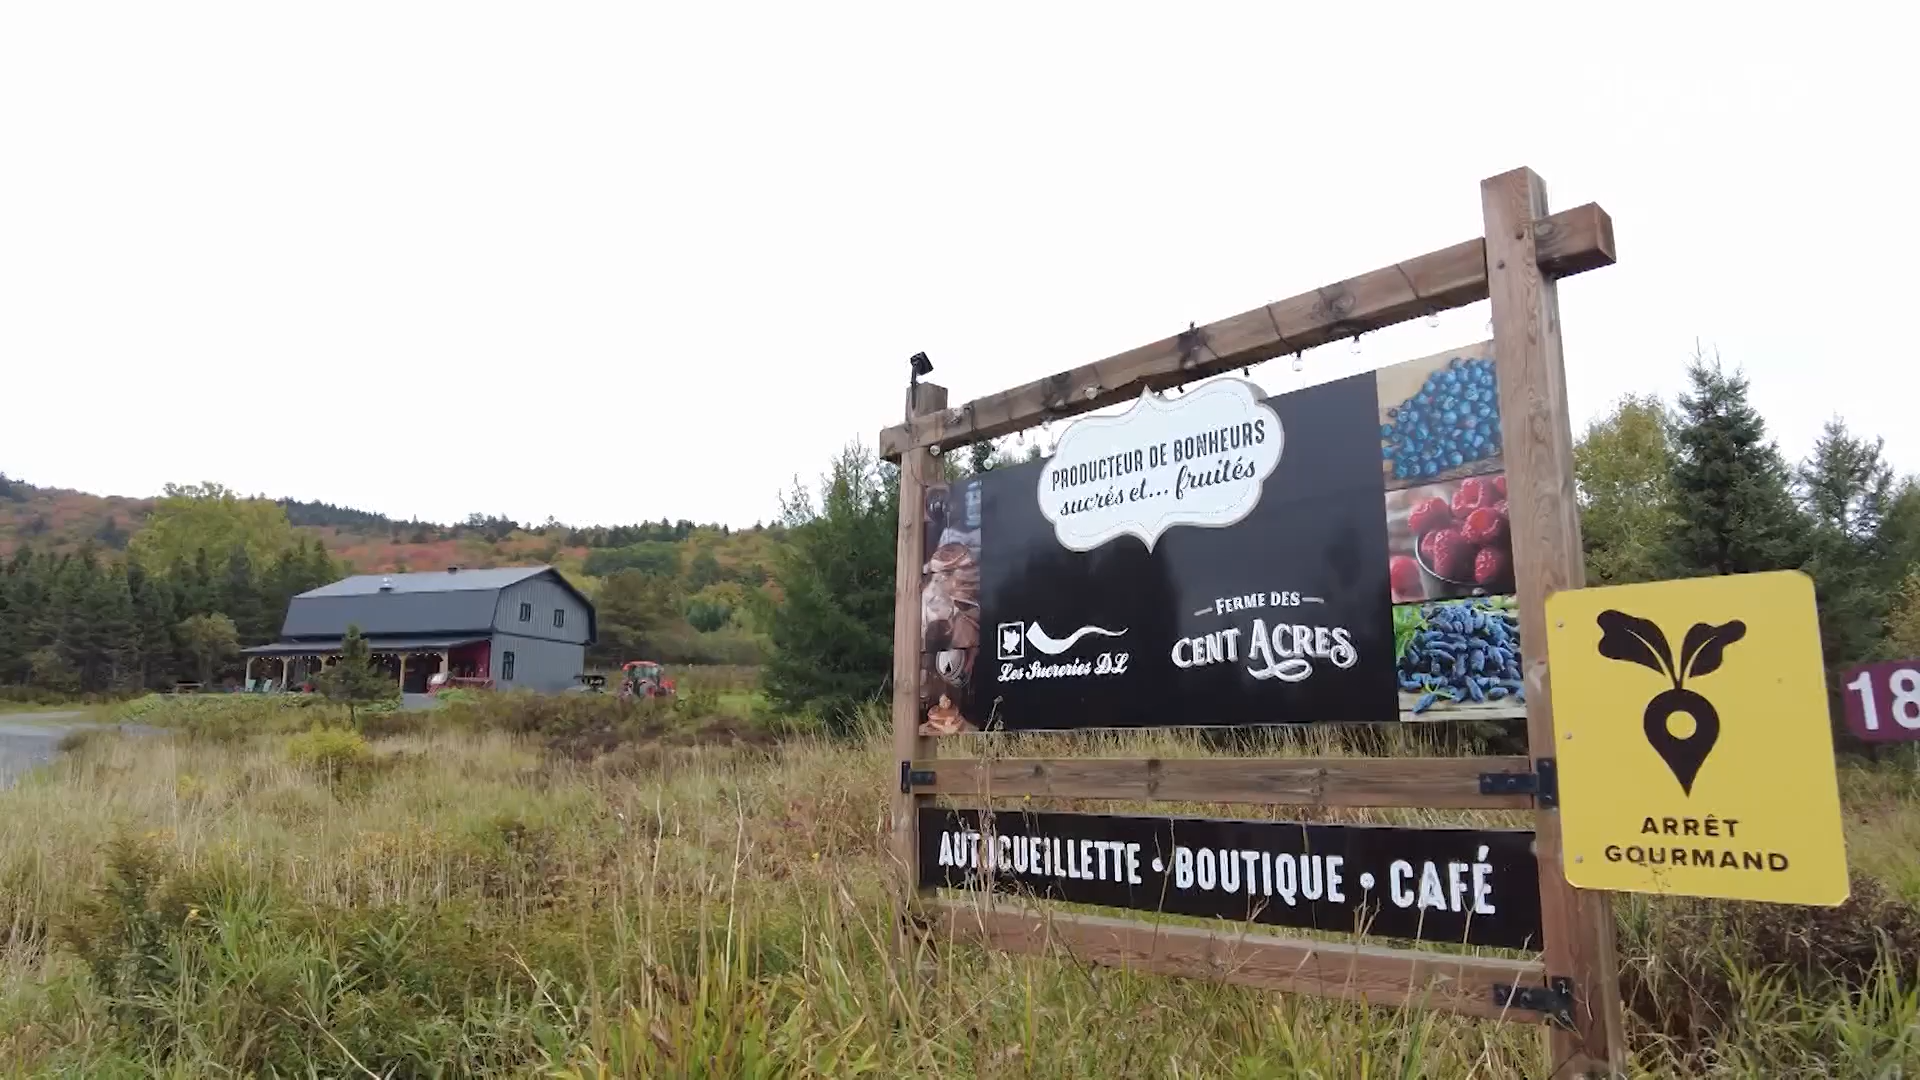 PRODUCTEUR DE BONHEURS
sucrés et... fruités
Les Sucreries DL
FERME DES
CENT ACRES
AUTOCUEILLETTE • BOUTIQUE • CAFÉ
ARRÊT
GOURMAND
18